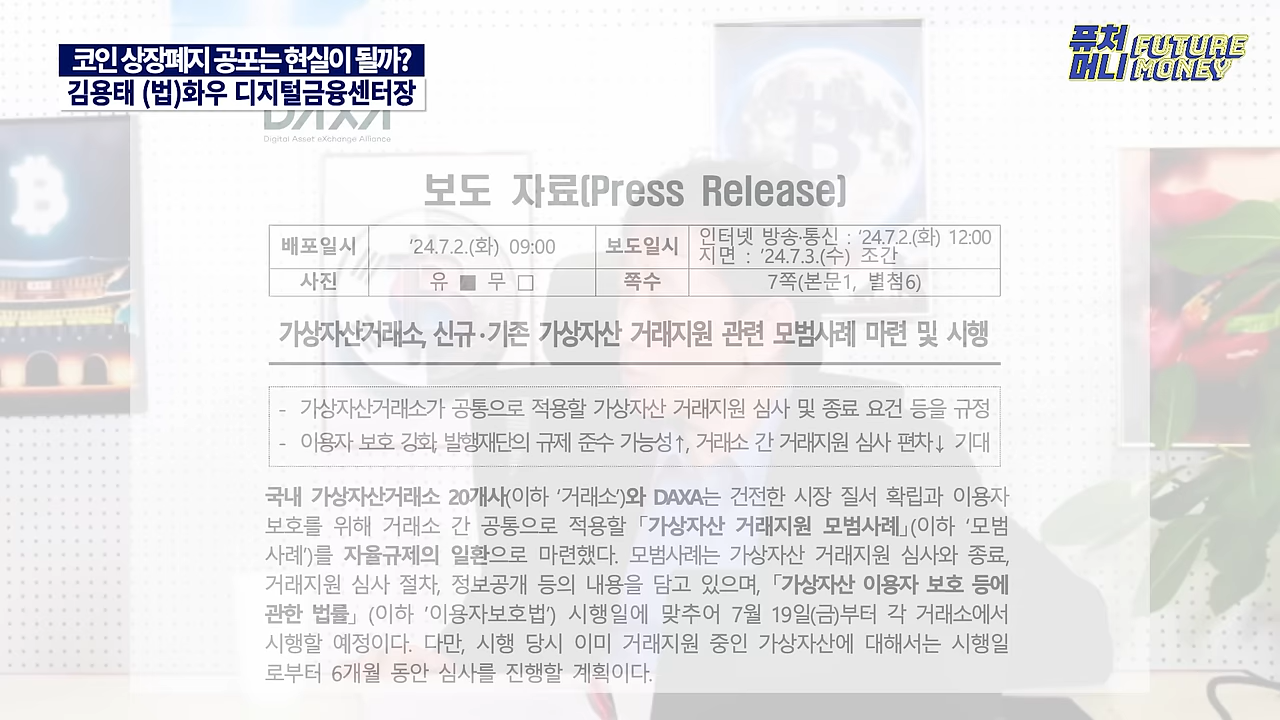 코인 상장폐지 공포는 현실이 될까?
김용태 (법)화우 디지털금융센터장
퓨처머니 FUTURE MONEY
DAXA
Digital Asset eXchange Alliance
보도 자료(Press Release)
배포일시 '24.7.2.(화) 09:00 보도일시 인터넷 방송·통신 : '24.7.2.(화) 12:00
지면 : '24.7.3.(수) 조간
사진 유 ■ 무 □ 쪽수 7쪽(본문1, 별첨6)
가상자산거래소, 신규·기존 가상자산 거래지원 관련 모범사례 마련 및 시행
- 가상자산거래소가 공통으로 적용할 가상자산 거래지원 심사 및 종료 요건 등을 규정
- 이용자 보호 강화, 발행재단의 규제 준수 가능성↑, 거래소 간 거래지원 심사 편차↓ 기대
국내 가상자산거래소 20개사(이하 '거래소')와 DAXA는 건전한 시장 질서 확립과 이용자
보호를 위해 거래소 간 공통으로 적용할 「가상자산 거래지원 모범사례」(이하 '모범
사례')를 자율규제의 일환으로 마련했다. 모범사례는 가상자산 거래지원 심사와 종료,
거래지원 심사 절차, 정보공개 등의 내용을 담고 있으며, 「가상자산 이용자 보호 등에
관한 법률」 (이하 '이용자보호법') 시행일에 맞추어 7월 19일(금)부터 각 거래소에서
시행할 예정이다. 다만, 시행 당시 이미 거래지원 중인 가상자산에 대해서는 시행일
로부터 6개월 동안 심사를 진행할 계획이다.